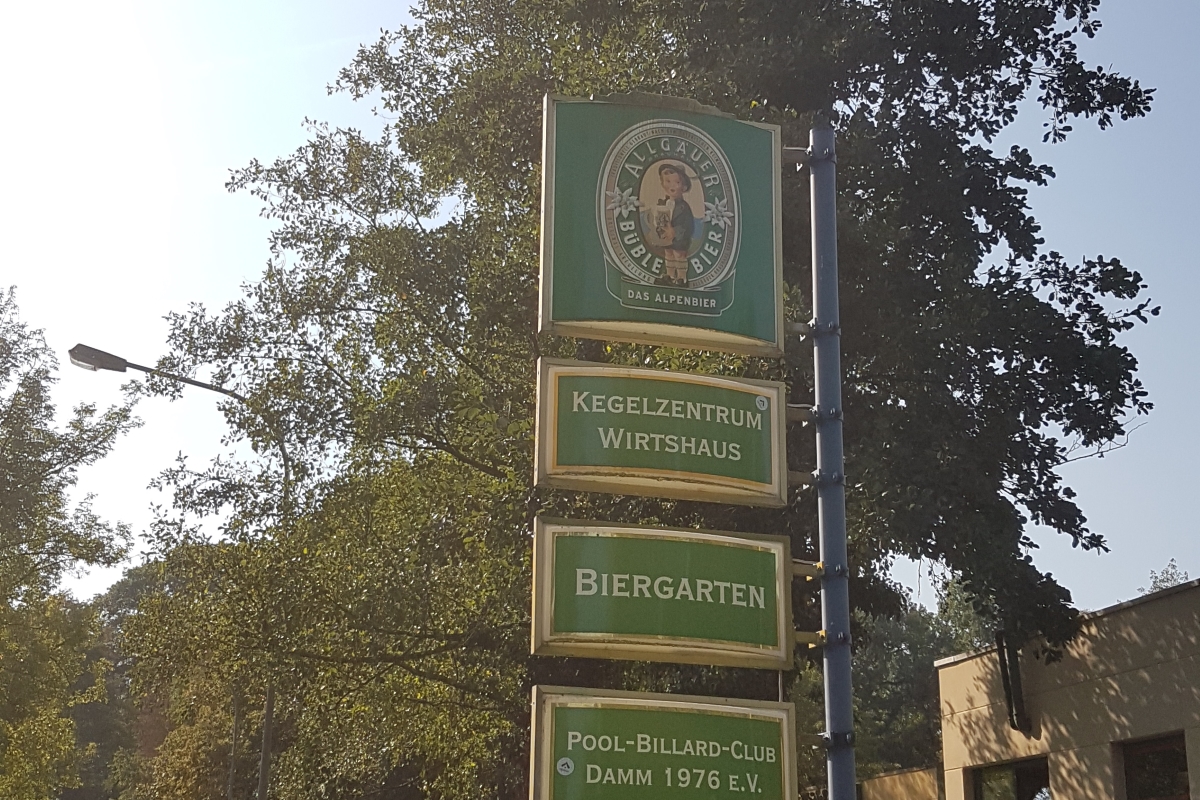 ALLGÄUER
BÜBLE BIER
DAS ALPENBIER
KEGELZENTRUM
WIRTSHAUS
BIERGARTEN
POOL-BILLARD-CLUB
DAMM 1976 E.V.